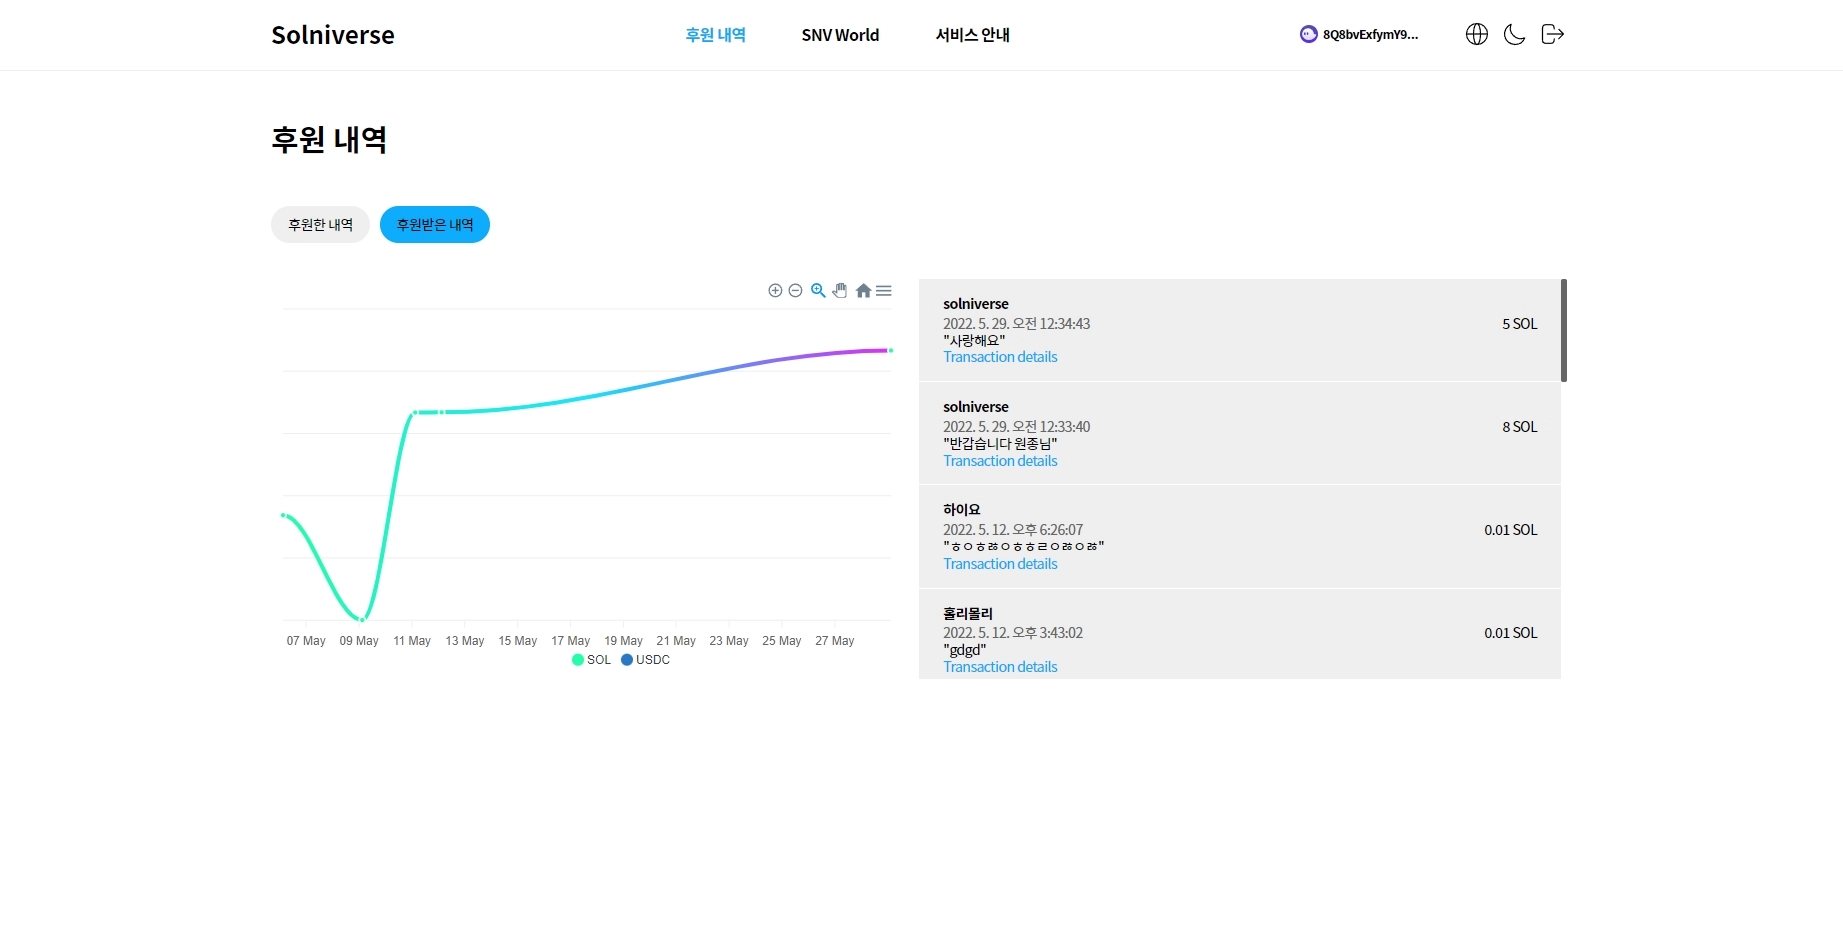 Solniverse
후원 내역
SNV World
서비스 안내
8Q8bvExfymY9...
후원 내역
후원한 내역
후원받은 내역
07 May 09 May 11 May 13 May 15 May 17 May 19 May 21 May 23 May 25 May 27 May
SOL USDC
solniverse
2022. 5. 29. 오전 12:34:43
5 SOL
"사랑해요"
Transaction details
solniverse
2022. 5. 29. 오전 12:33:40
8 SOL
"반갑습니다 원종님"
Transaction details
하이요
2022. 5. 12. 오후 6:26:07
0.01 SOL
Transaction details
홀리몰리
2022. 5. 12. 오후 3:43:02
0.01 SOL
"gdgd"
Transaction details